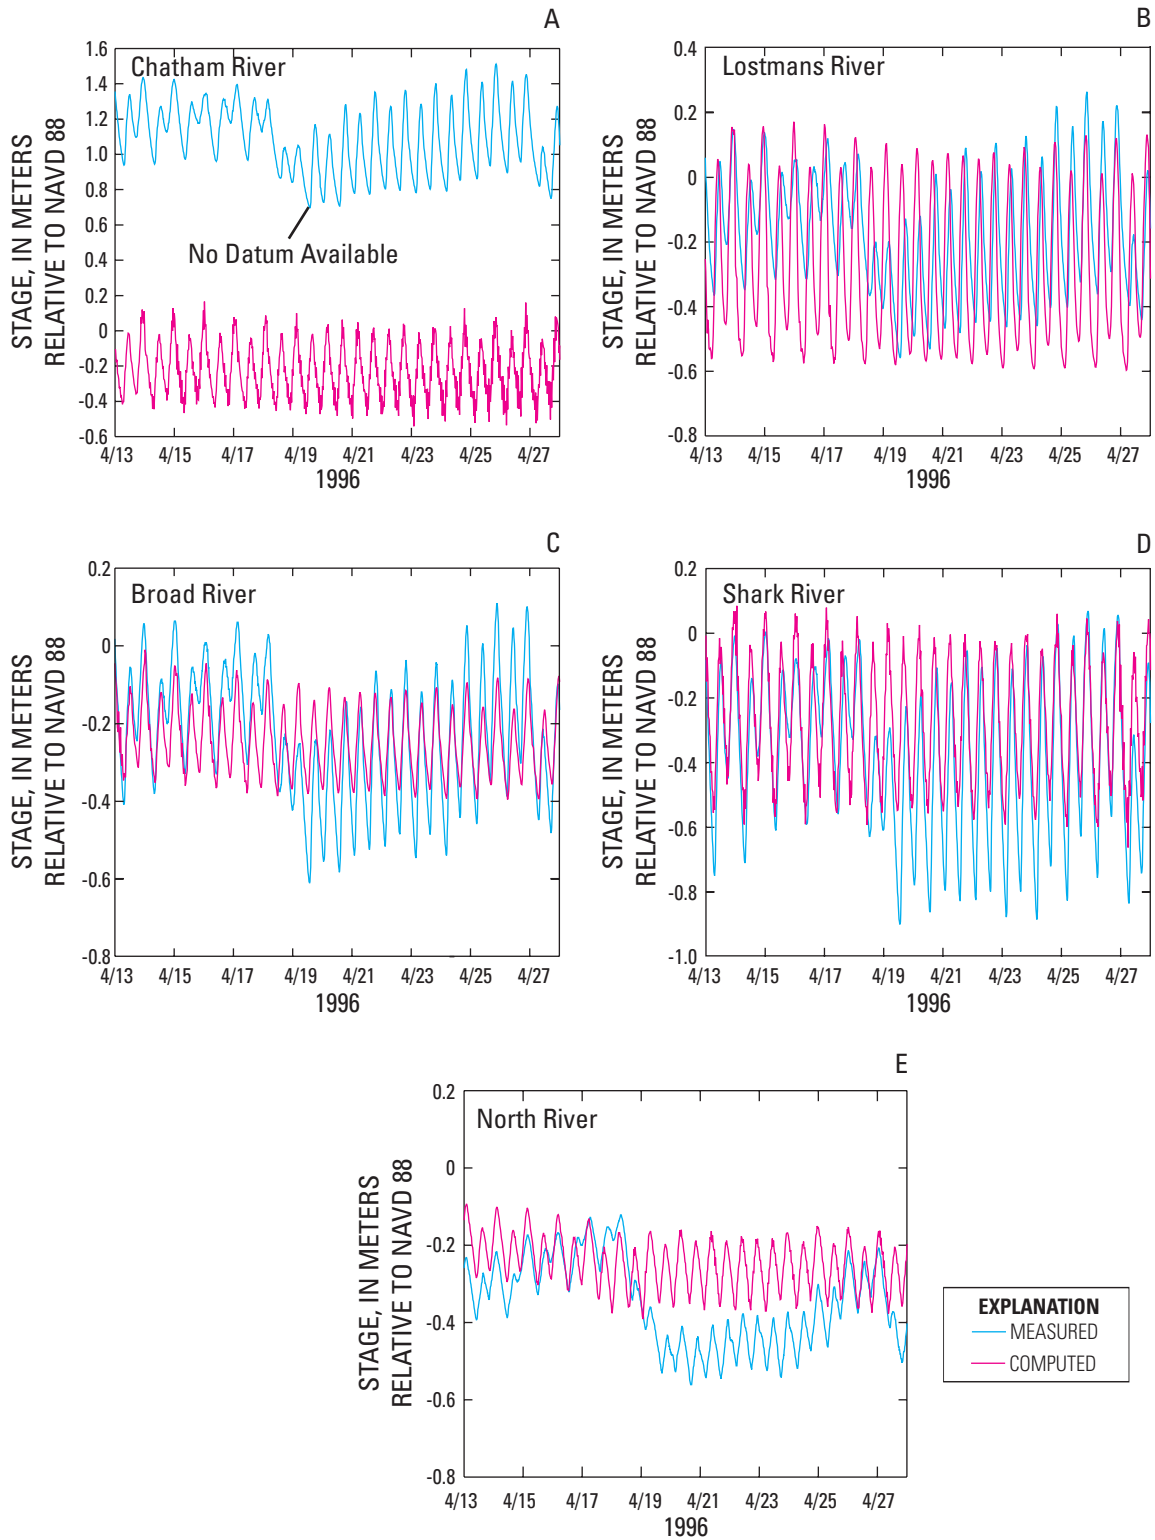 A
STAGE, IN METERS
RELATIVE TO NAVD 88
1.6
1.4
1.2
1.0
0.8
0.6
0.4
0.2
0
-0.2
-0.4
-0.6
Chatham River
No Datum Available
4/13 4/15 4/17 4/19 4/21 4/23 4/25 4/27
1996
B
0.4
0.2
0
-0.2
-0.4
-0.6
-0.8
Lostmans River
4/13 4/15 4/17 4/19 4/21 4/23 4/25 4/27
1996
C
STAGE, IN METERS
RELATIVE TO NAVD 88
0.2
0
-0.2
-0.4
-0.6
-0.8
Broad River
4/13 4/15 4/17 4/19 4/21 4/23 4/25 4/27
1996
D
STAGE, IN METERS
RELATIVE TO NAVD 88
0.2
0
-0.2
-0.4
-0.6
-0.8
-1.0
Shark River
4/13 4/15 4/17 4/19 4/21 4/23 4/25 4/27
1996
E
STAGE, IN METERS
RELATIVE TO NAVD 88
0.2
0
-0.2
-0.4
-0.6
-0.8
North River
4/13 4/15 4/17 4/19 4/21 4/23 4/25 4/27
1996
EXPLANATION
MEASURED
COMPUTED
STAGE, IN METERS
RELATIVE TO NAVD 88